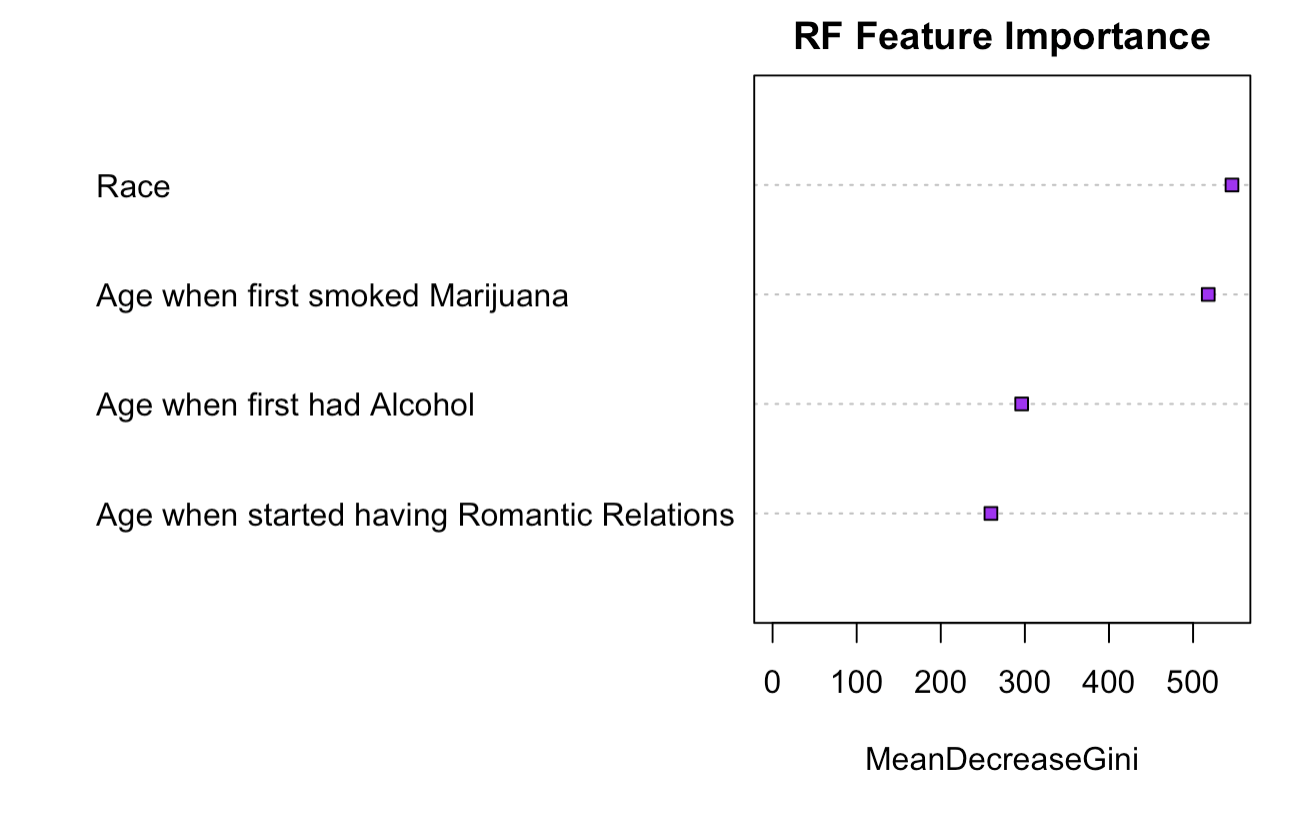 RF Feature Importance
Race
Age when first smoked Marijuana
Age when first had Alcohol
Age when started having Romantic Relations
0 100 200 300 400 500
MeanDecreaseGini